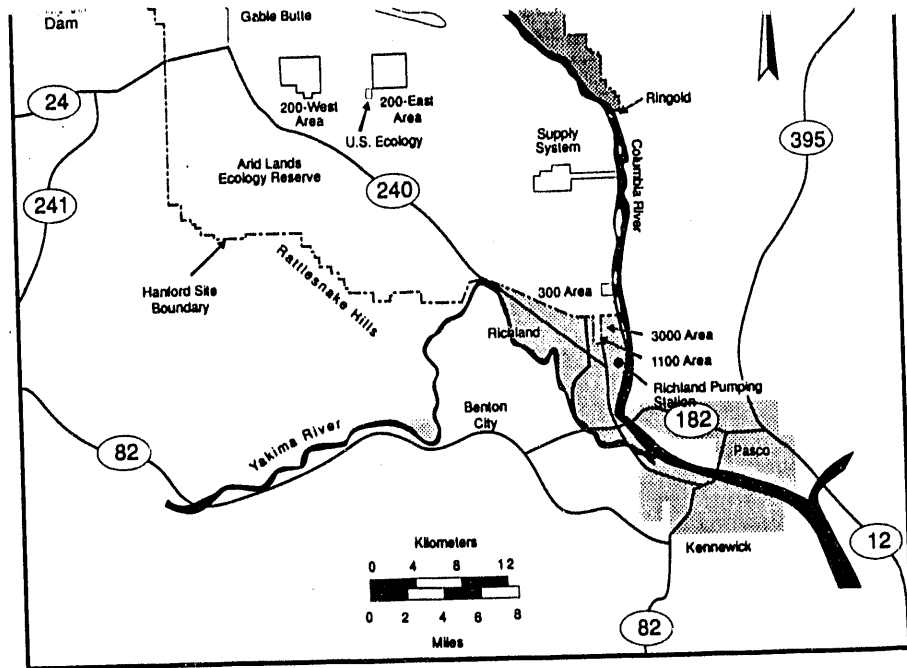 Dam
Gable Butte
24
200-West
Area
200-East
Area
U.S. Ecology
Ringold
Supply
System
395
Arid Lands
Ecology Reserve
240
241
Columbia River
Hanford Site
Boundary
Rattlesnake Hills
300 Area
Richland
3000 Area
1100 Area
Richland Pumping
Station
Benton
City
182
Pasco
Yakima River
82
Kilometers
0 4 8 12
0 2 4 6 8
Miles
Kennewick
12
82